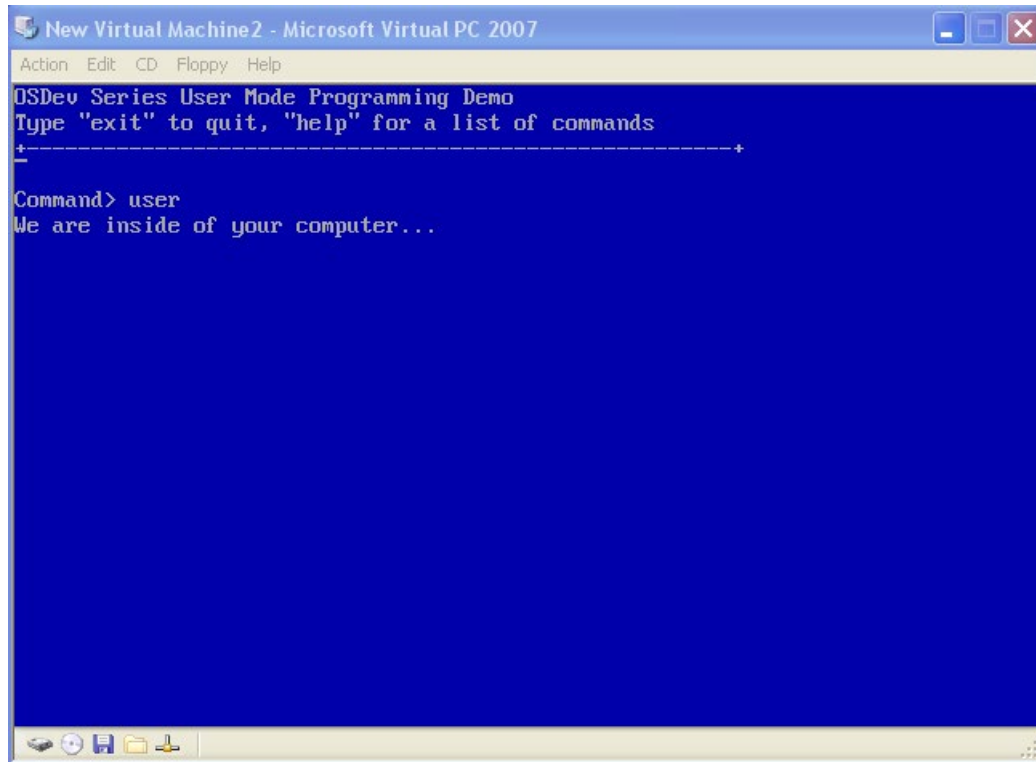 New Virtual Machine2 - Microsoft Virtual PC 2007
Action Edit CD Floppy Help
OSDev Series User Mode Programming Demo
Type "exit" to quit, "help" for a list of commands
+-------------------------------------------------------+
Command> user
We are inside of your computer...